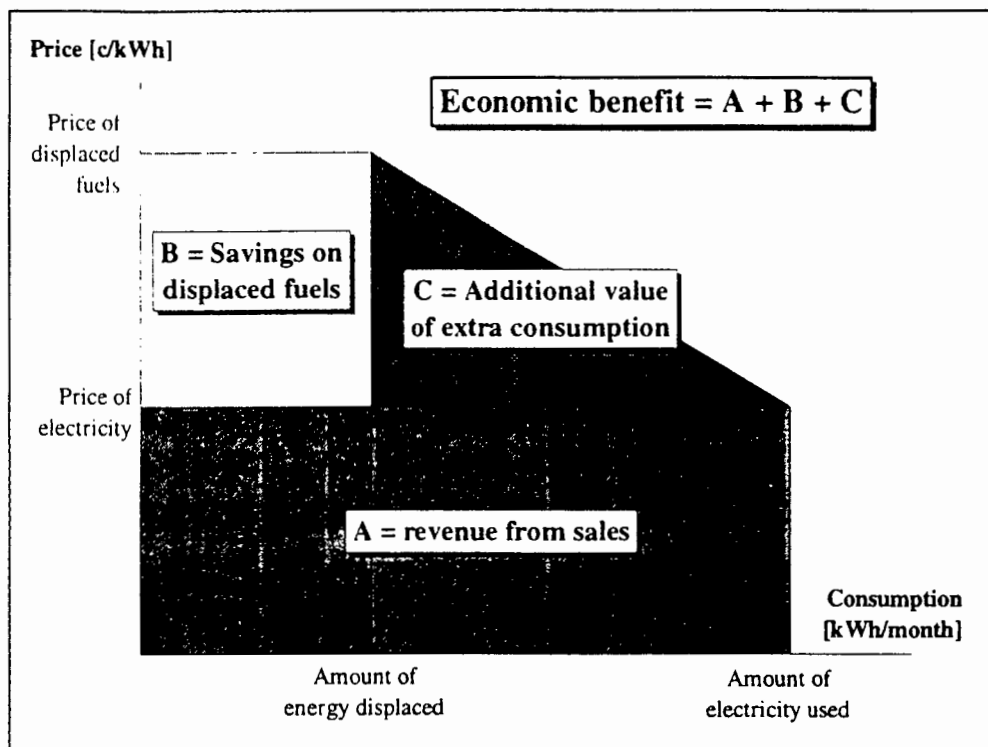 Price [c/kWh]
Economic benefit = A + B + C
Price of
displaced
fuels
B = Savings on
displaced fuels
C = Additional value
of extra consumption
Price of
electricity
A = revenue from sales
Consumption
[kWh/month]
Amount of
energy displaced
Amount of
electricity used